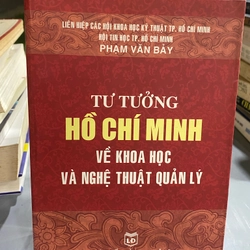 LIÊN HIỆP CÁC HỘI KHOA HỌC KỸ THUẬT TP. HỒ CHÍ MINH
HỘI TIN HỌC TP. HỒ CHÍ MINH
PHẠM VĂN BẢY
TƯ TƯỞNG
HỒ CHÍ MINH
VỀ KHOA HỌC
VÀ NGHỆ THUẬT QUẢN LÝ
LĐ